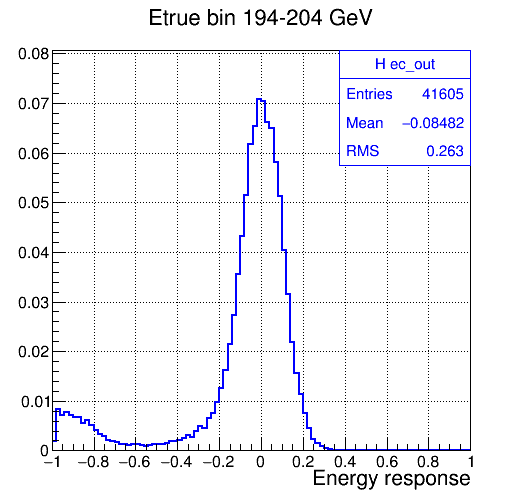 Etrue bin 194-204 GeV
H ec_out
Entries 41605
Mean −0.08482
RMS 0.263
0.08
0.07
0.06
0.05
0.04
0.03
0.02
0.01
0
−1 −0.8 −0.6 −0.4 −0.2 0 0.2 0.4 0.6 0.8 1
Energy response